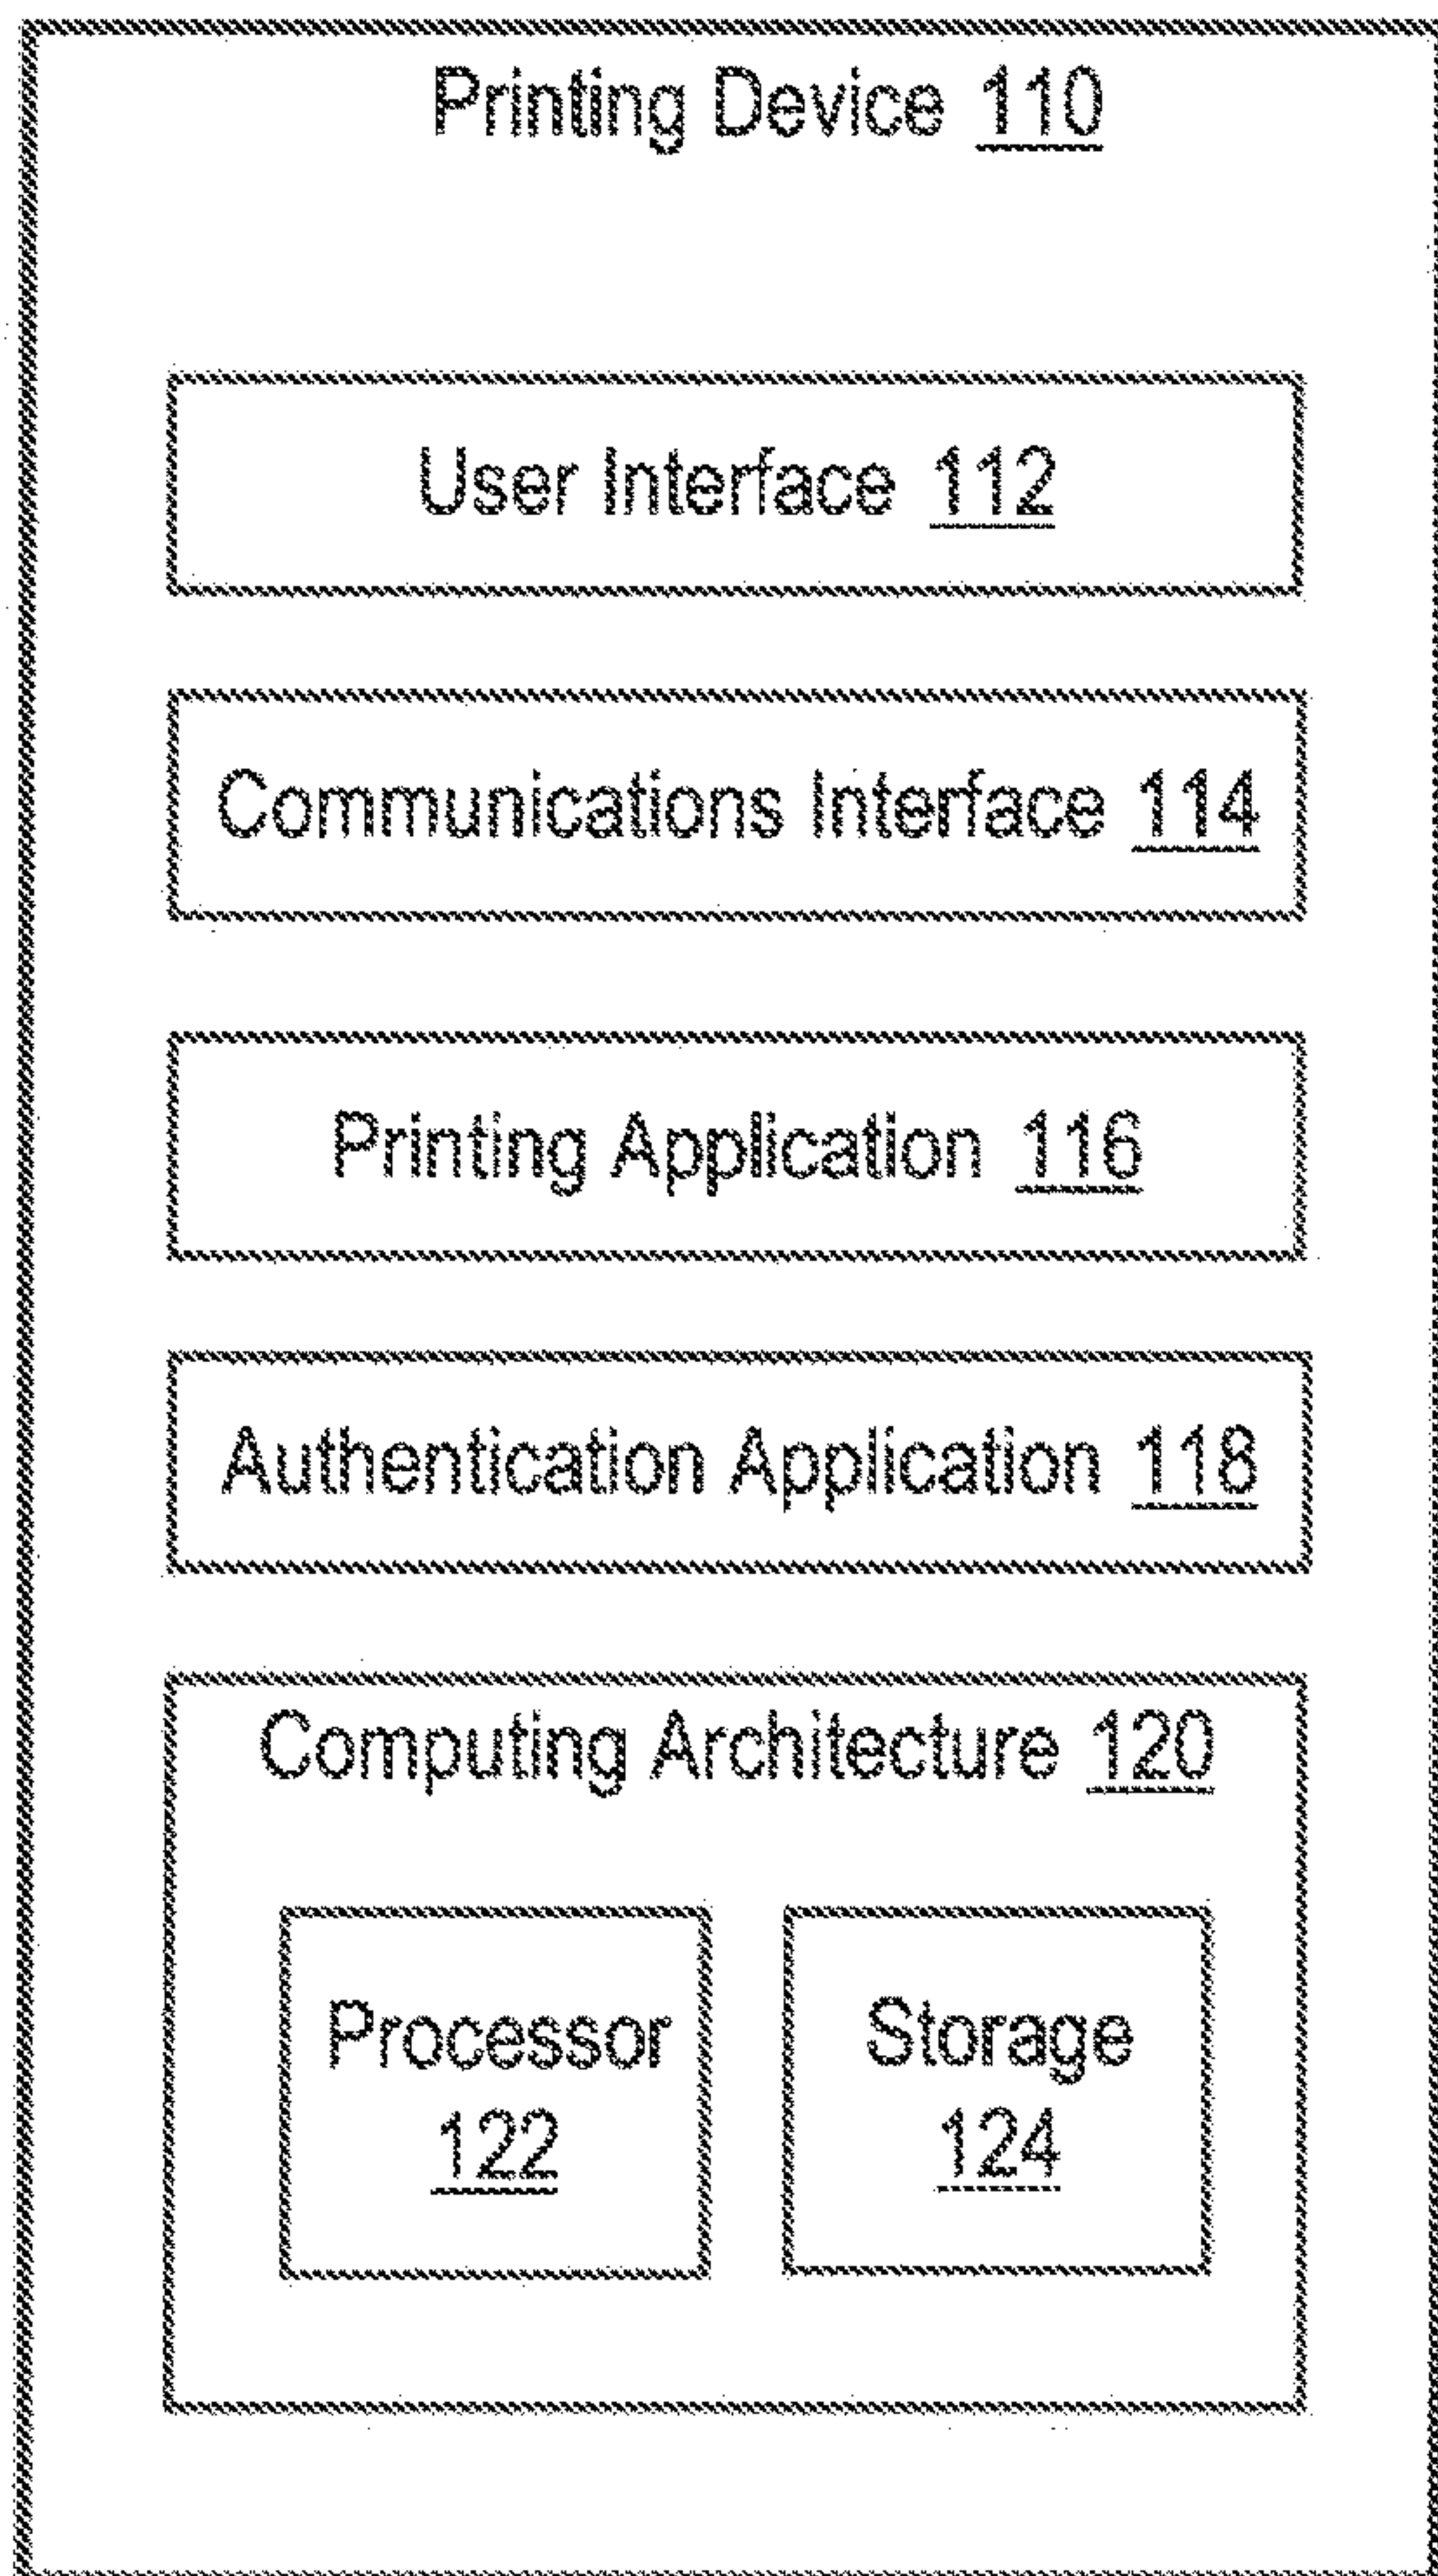 Printing Device 110
User Interface 112
Communications Interface 114
Printing Application 116
Authentication Application 118
Computing Architecture 120
Processor
122
Storage
124